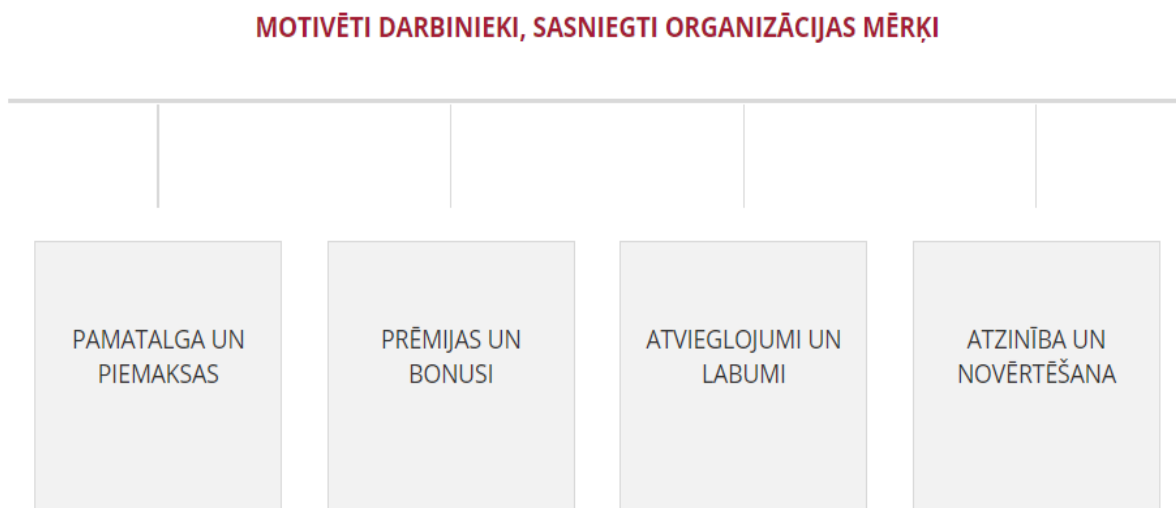 MOTIVĒTI DARBINIEKI, SASNIEGTI ORGANIZĀCIJAS MĒRĶI
PAMATALGA UN
PIEMAKSAS
PRĒMIJAS UN
BONUSI
ATVIEGLOJUMI UN
LABUMI
ATZINĪBA UN
NOVĒRTĒŠANA